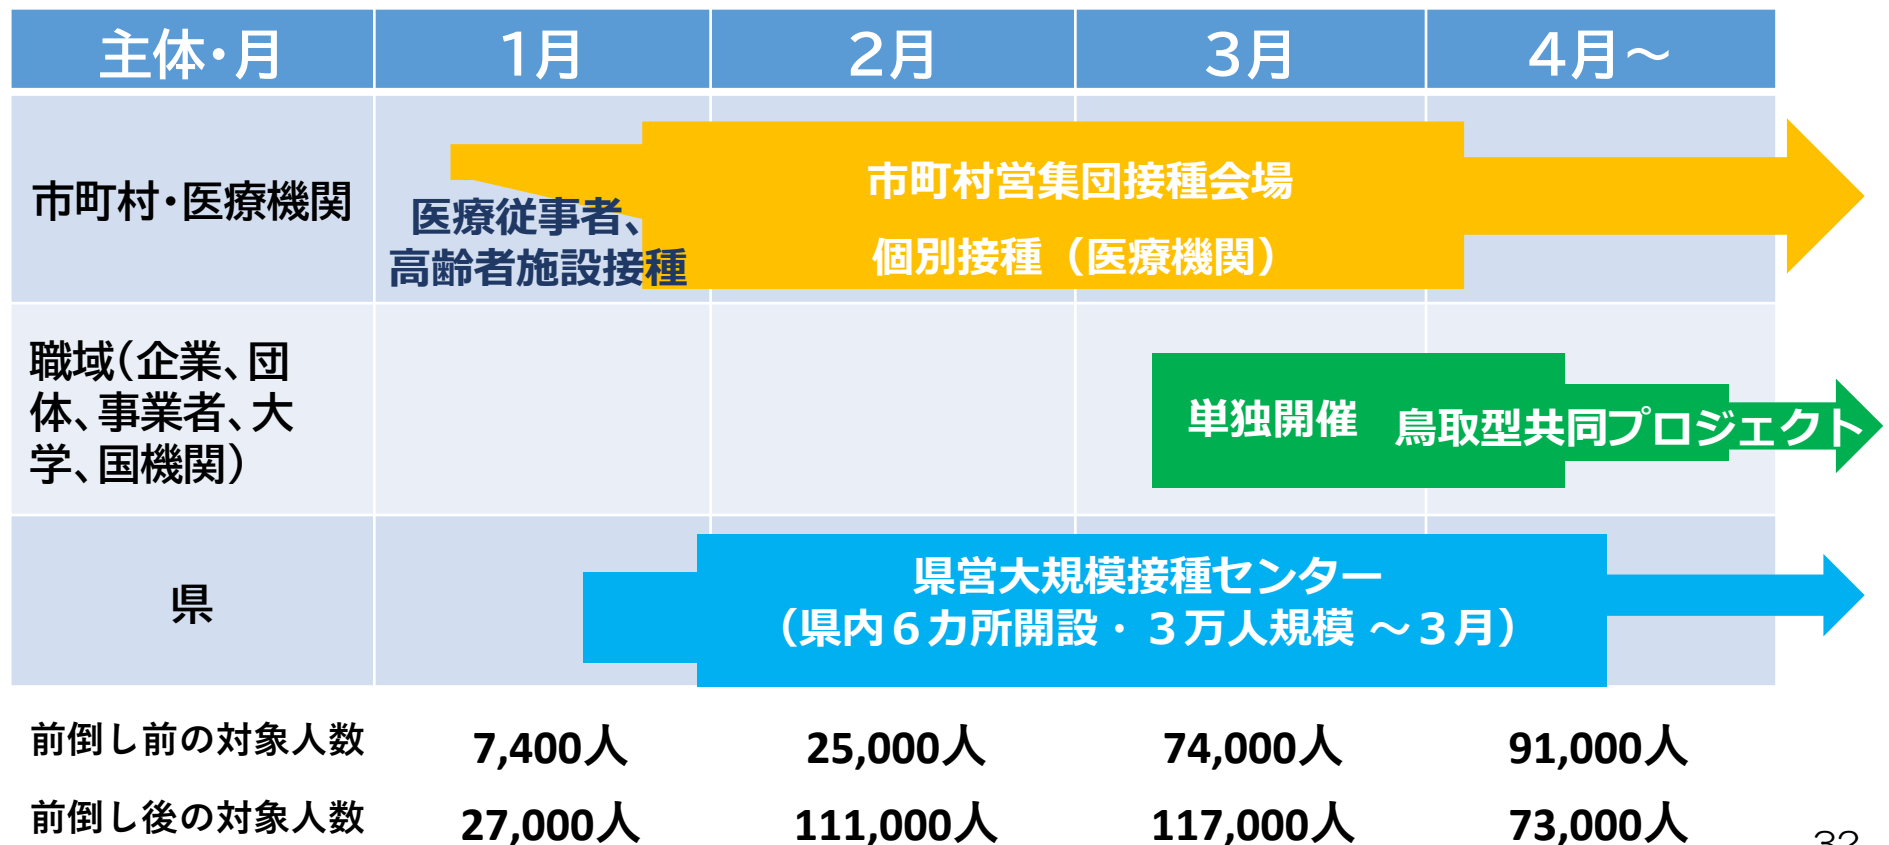 主体・月 1月 2月 3月 4月～
市町村・医療機関
医療従事者、
高齢者施設接種
市町村営集団接種会場
個別接種（医療機関）
職域（企業、団
体、事業者、大
学、国機関）
単独開催
鳥取型共同プロジェクト
県
県営大規模接種センター
（県内６カ所開設・３万人規模 ～３月）
前倒し前の対象人数 7,400人 25,000人 74,000人 91,000人
前倒し後の対象人数 27,000人 111,000人 117,000人 73,000人
32